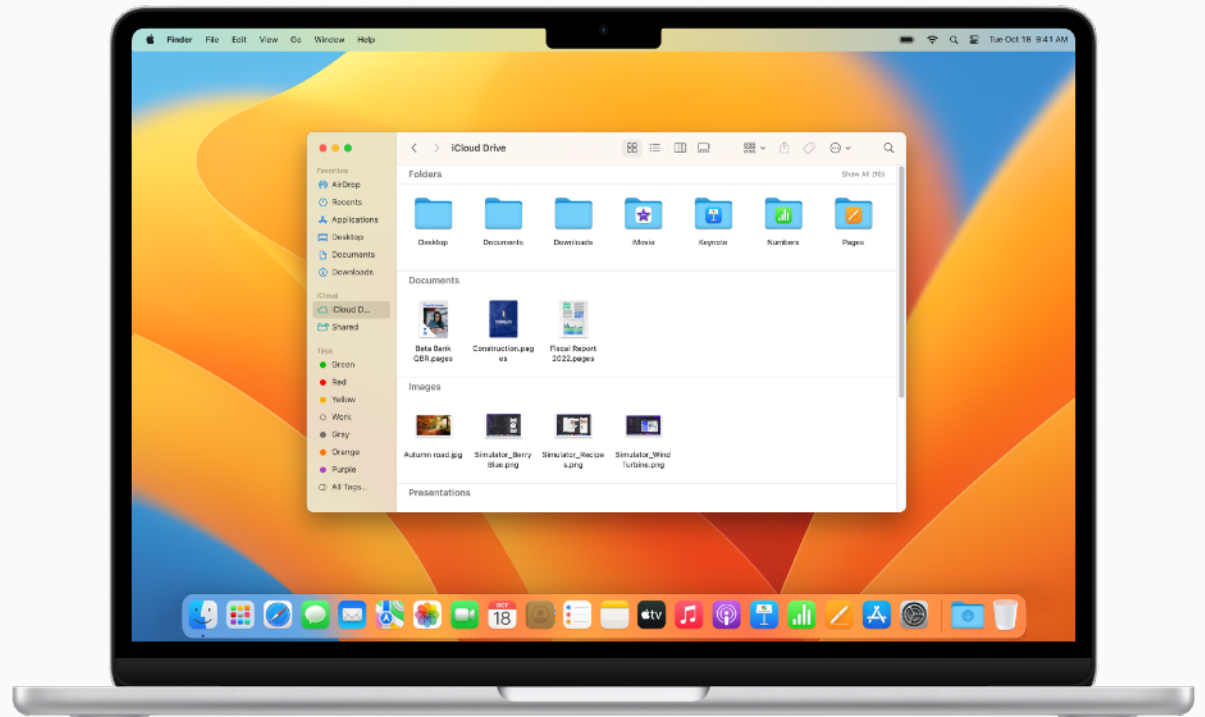 Finder File Edit View Go Window Help
Tue Oct 18 9:41 AM
iCloud Drive
Favorites
AirDrop
Recents
Applications
Desktop
Documents
Downloads
iCloud
iCloud D...
Shared
Tags
Green
Red
Yellow
Work
Gray
Orange
Purple
All Tags...
Folders
Show All (10)
Desktop Documents Downloads iMovie Keynote Numbers Pages
Documents
Beta Bank
QBR.pages
Construction.pag
es
Fiscal Report
2022.pages
Images
Autumn road.jpg
Simulator_Berry
Blue.png
Simulator_Recipe
s.png
Simulator_Wind
Turbine.png
Presentations
OCT
18
tv